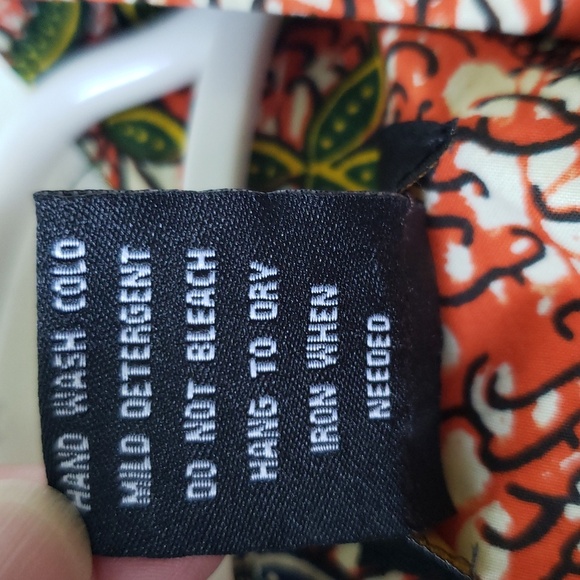 HAND WASH COLD
MILD DETERGENT
DO NOT BLEACH
HANG TO DRY
IRON WHEN
NEEDED